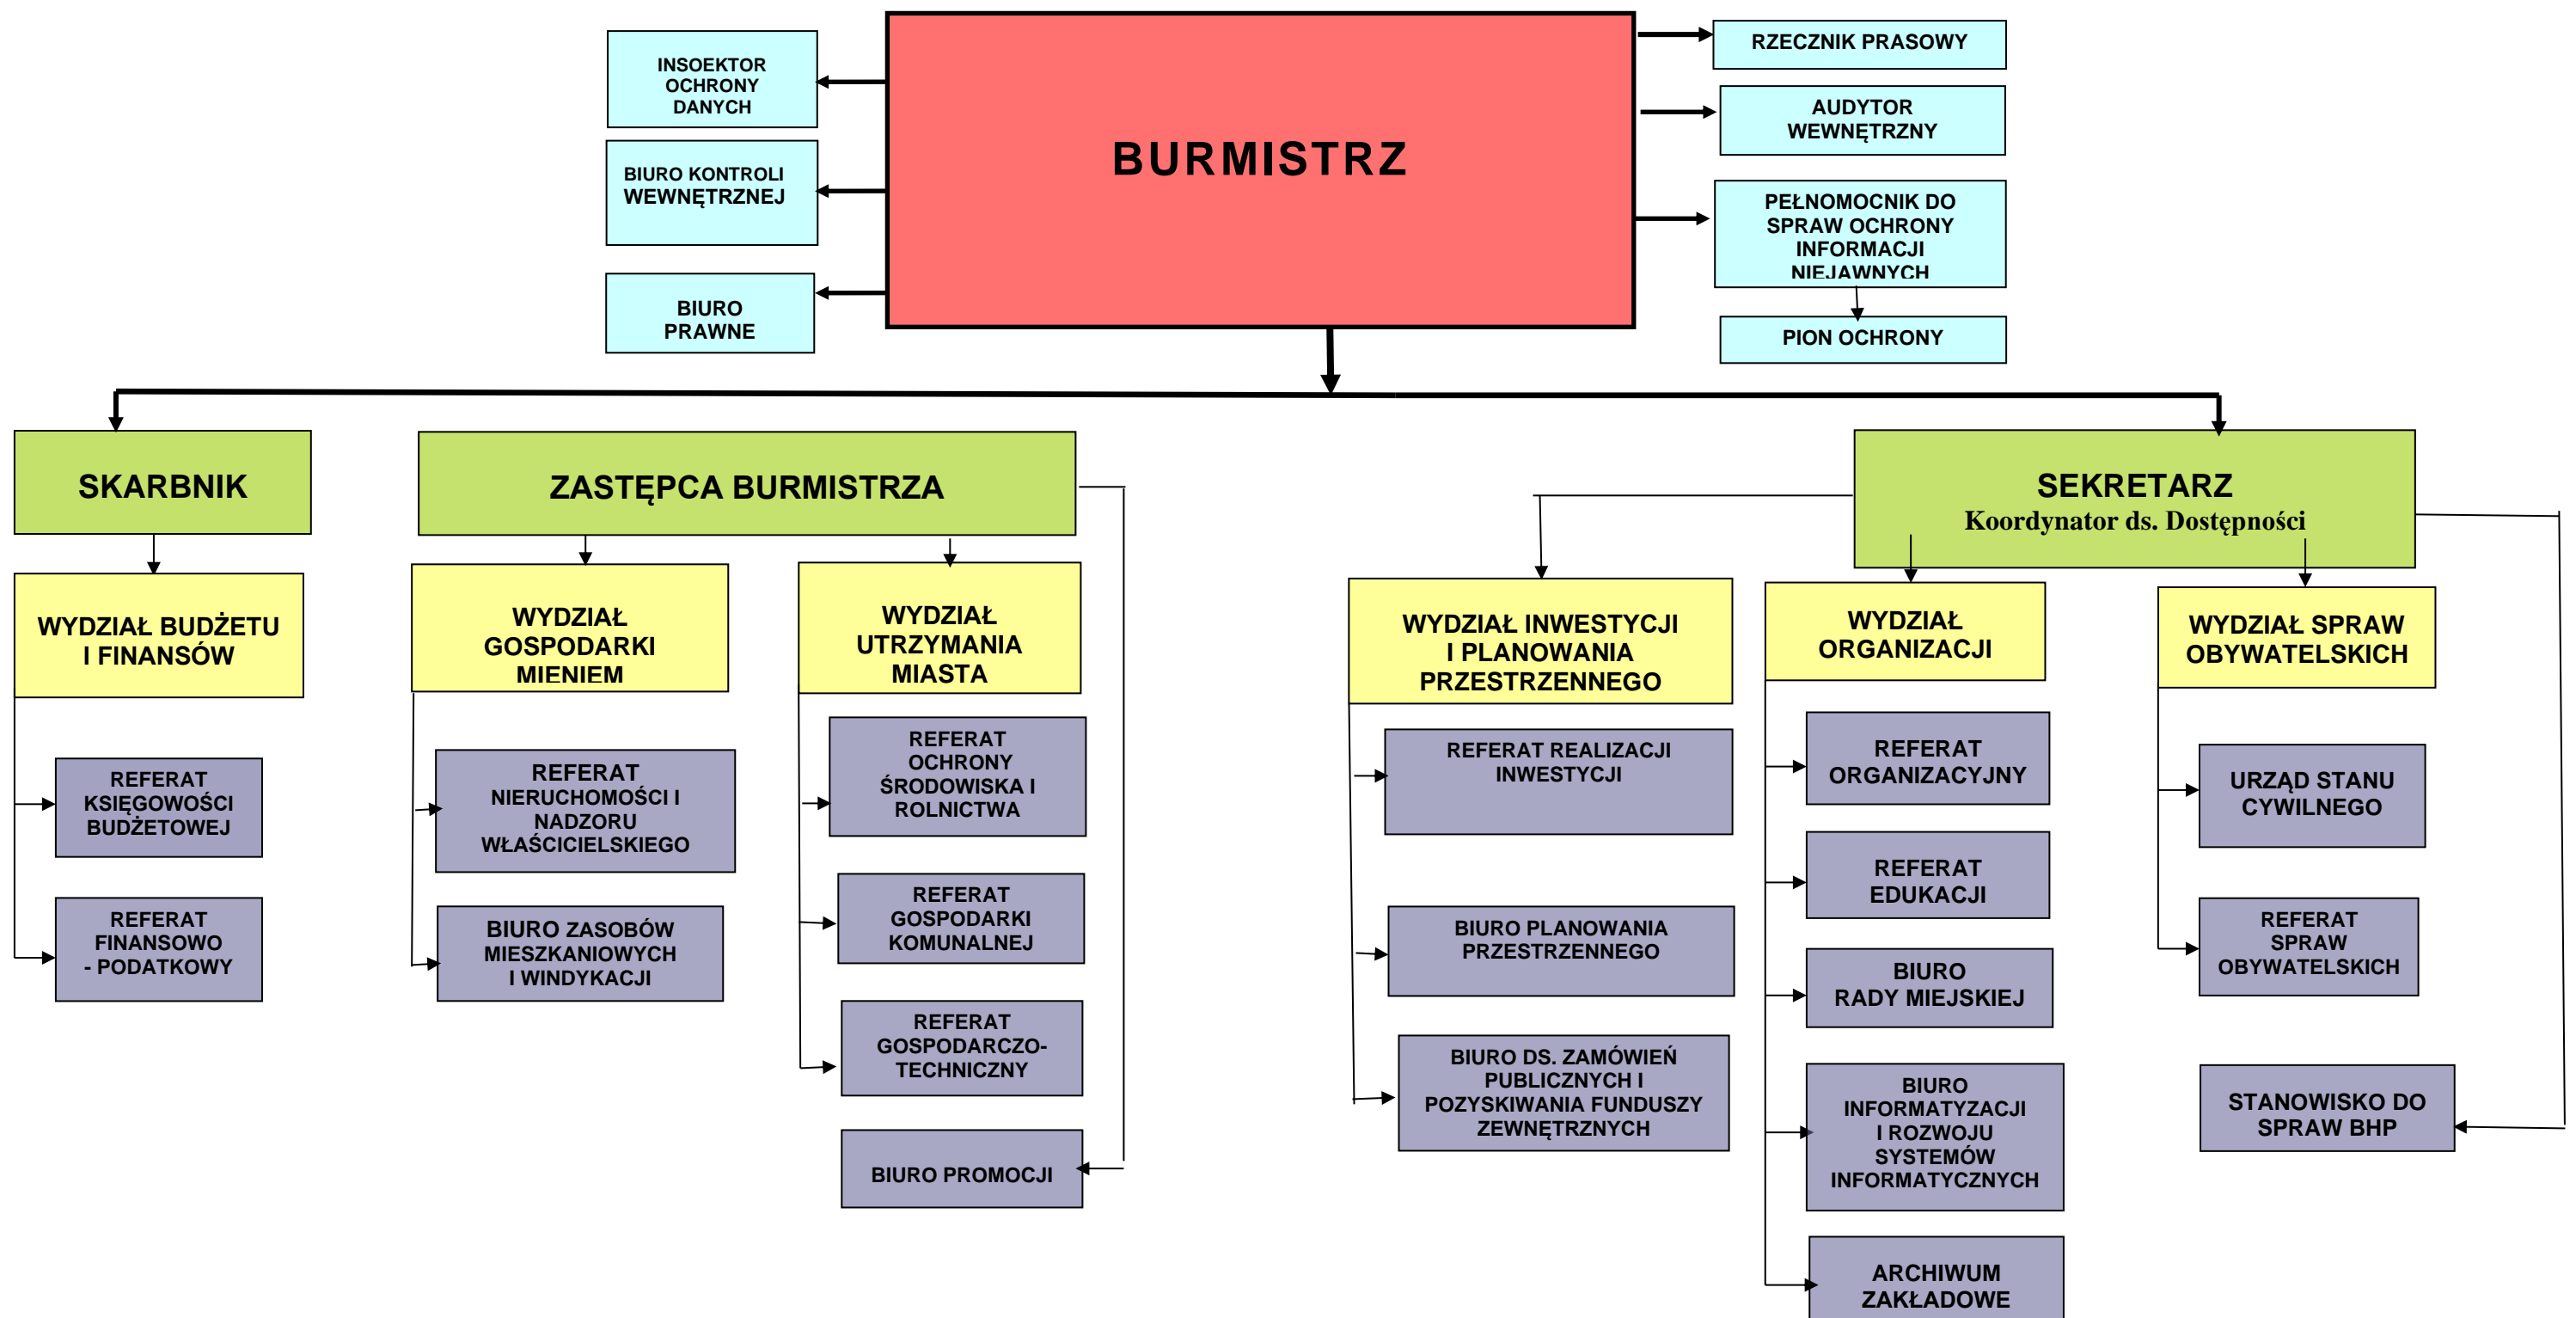 INSOEKTOR
OCHRONY
DANYCH
BIURO KONTROLI
WEWNĘTRZNEJ
BIURO
PRAWNE
BURMISTRZ
RZECZNIK PRASOWY
AUDYTOR
WEWNĘTRZNY
PEŁNOMOCNIK DO
SPRAW OCHRONY
INFORMACJI
NIEJAWNYCH
PION OCHRONY
SKARBNIK
ZASTĘPCA BURMISTRZA
SEKRETARZ
Koordynator ds. Dostępności
WYDZIAŁ BUDŻETU
I FINANSÓW
WYDZIAŁ
GOSPODARKI
MIENIEM
WYDZIAŁ
UTRZYMANIA
MIASTA
WYDZIAŁ INWESTYCJI
I PLANOWANIA
PRZESTRZENNEGO
WYDZIAŁ
ORGANIZACJI
WYDZIAŁ SPRAW
OBYWATELSKICH
REFERAT
KSIĘGOWOŚCI
BUDŻETOWEJ
REFERAT
FINANSOWO
- PODATKOWY
REFERAT
NIERUCHOMOŚCI I
NADZORU
WŁAŚCICIELSKIEGO
BIURO ZASOBÓW
MIESZKANIOWYCH
I WINDYKACJI
REFERAT
OCHRONY
ŚRODOWISKA I
ROLNICTWA
REFERAT
GOSPODARKI
KOMUNALNEJ
REFERAT
GOSPODARCZO-
TECHNICZNY
BIURO PROMOCJI
REFERAT REALIZACJI
INWESTYCJI
BIURO PLANOWANIA
PRZESTRZENNEGO
BIURO DS. ZAMÓWIEŃ
PUBLICZNYCH I
POZYSKIWANIA FUNDUSZY
ZEWNĘTRZNYCH
REFERAT
ORGANIZACYJNY
REFERAT
EDUKACJI
BIURO
RADY MIEJSKIEJ
BIURO
INFORMATYZACJI
I ROZWOJU
SYSTEMÓW
INFORMATYCZNYCH
ARCHIWUM
ZAKŁADOWE
URZĄD STANU
CYWILNEGO
REFERAT
SPRAW
OBYWATELSKICH
STANOWISKO DO
SPRAW BHP